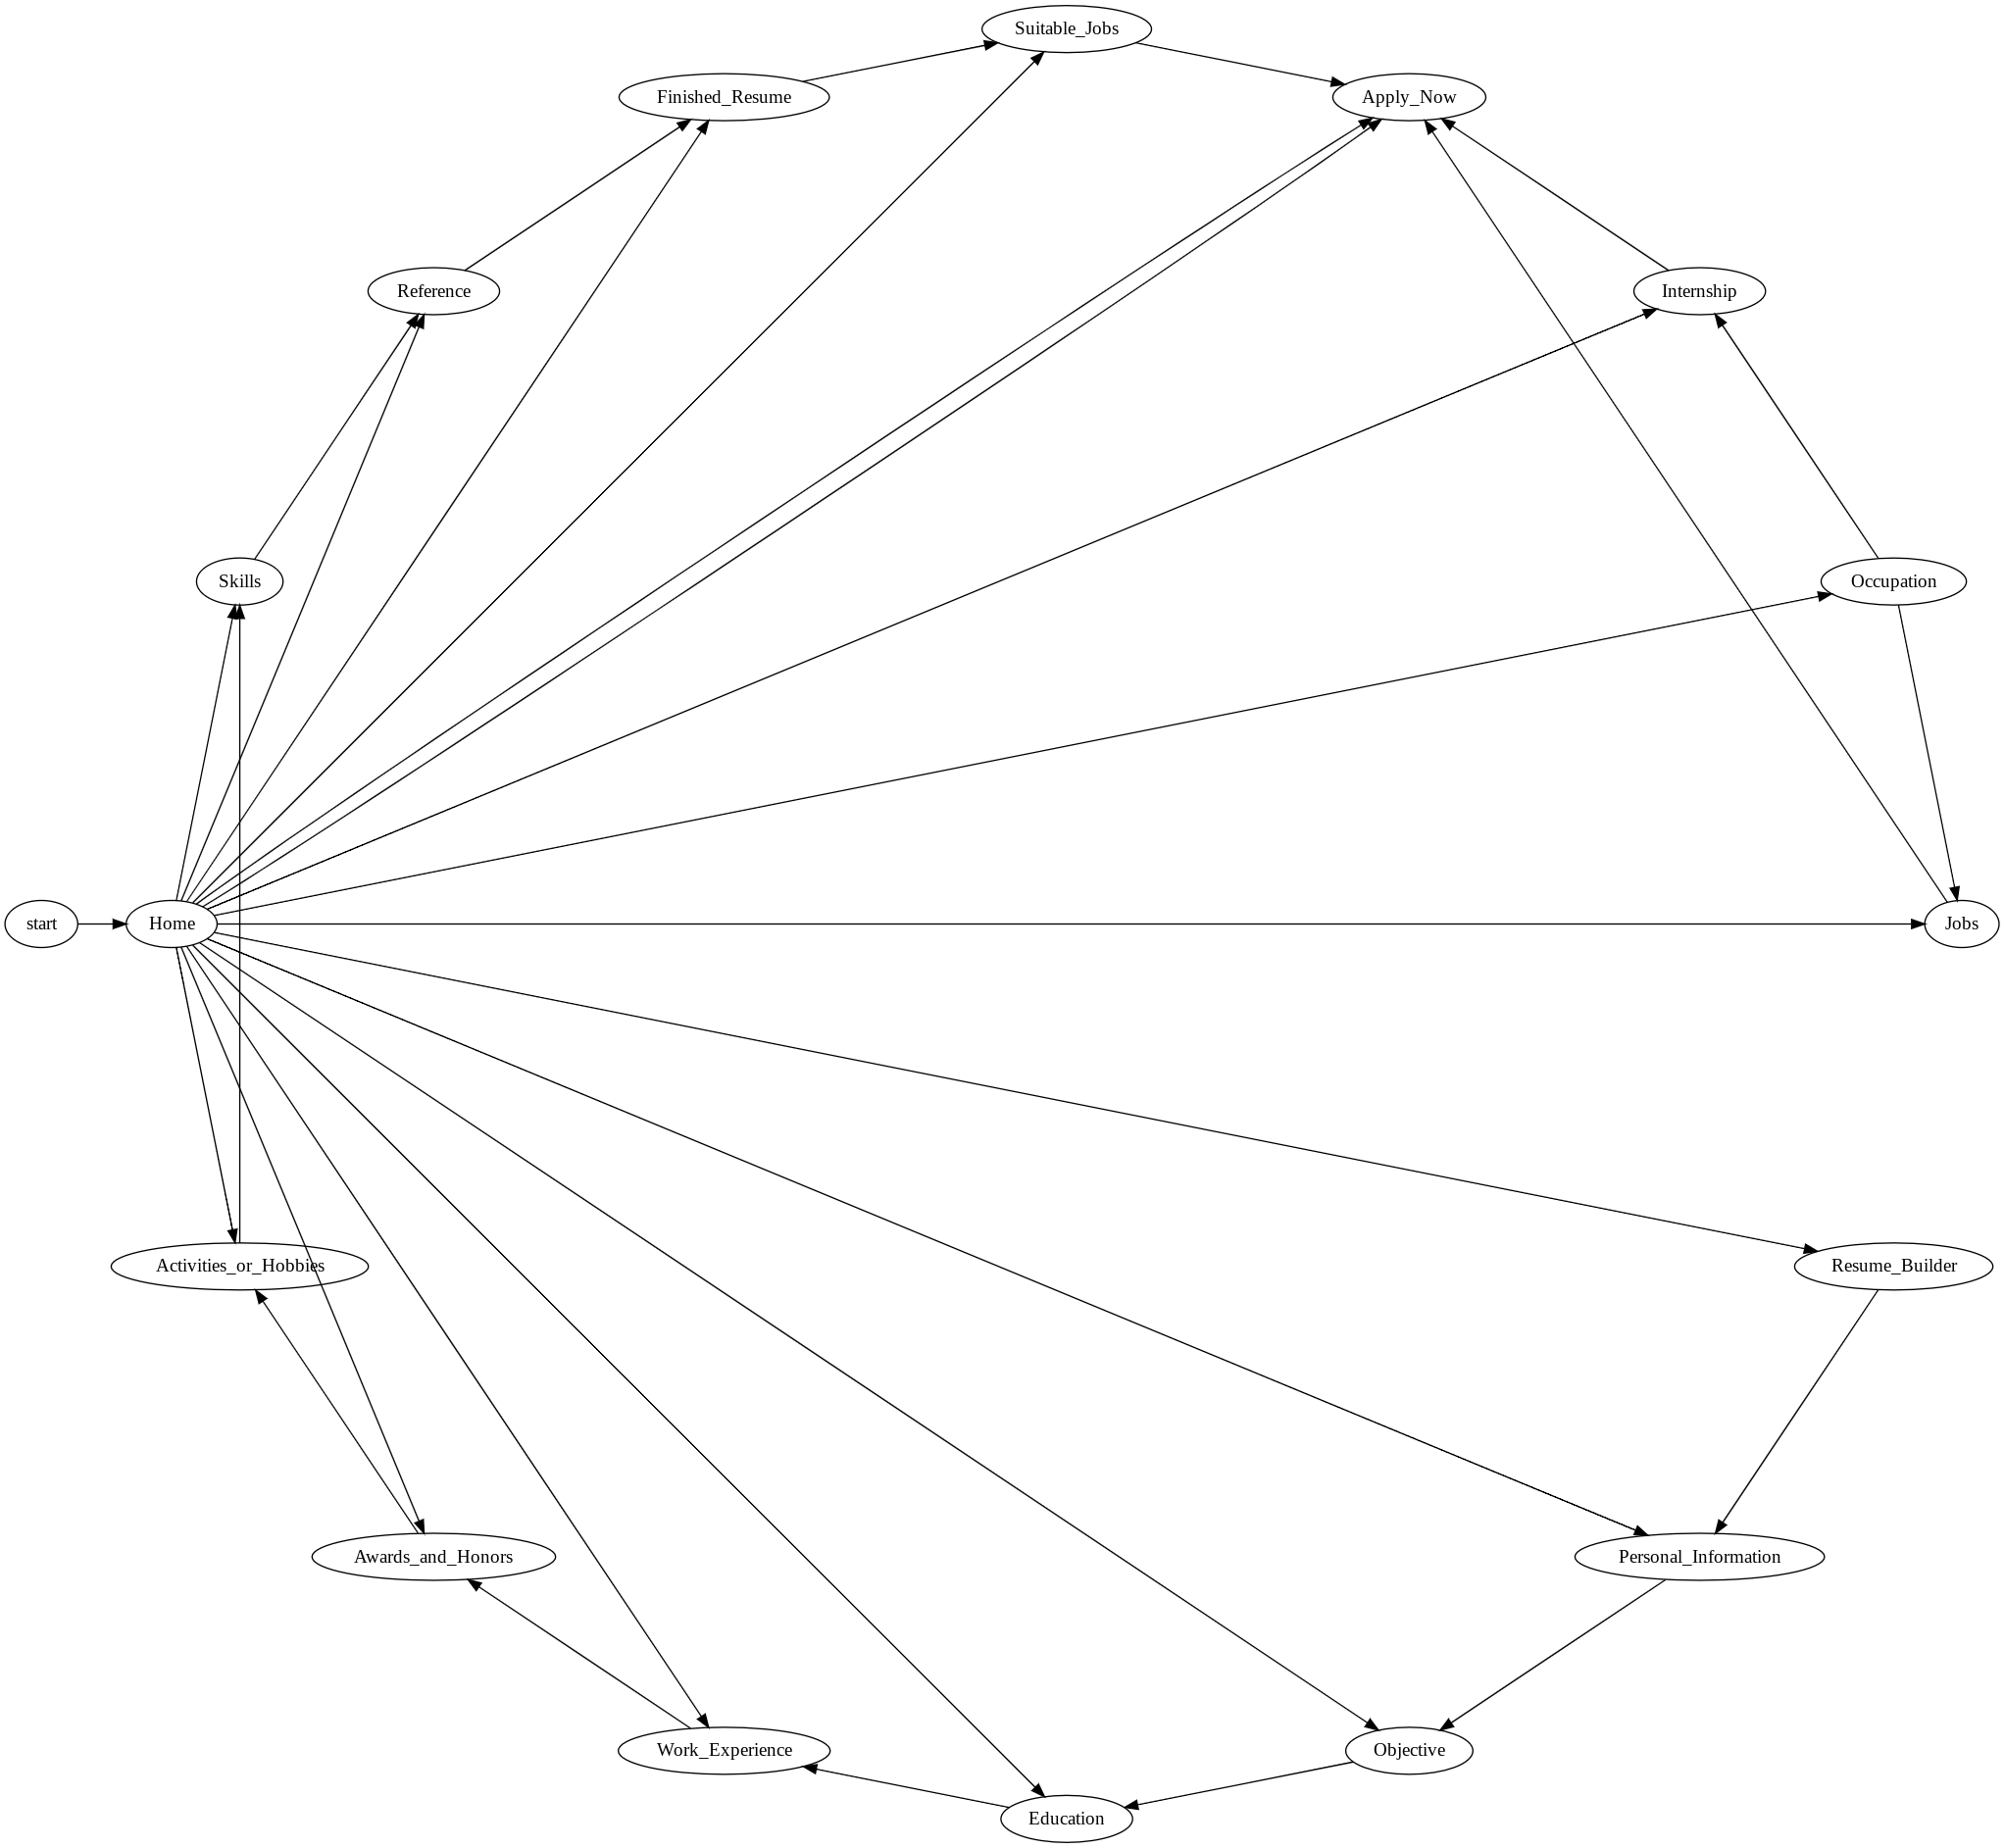 Suitable_Jobs
Finished_Resume
Apply_Now
Reference
Internship
Skills
Occupation
start
Home
Jobs
Activities_or_Hobbies
Resume_Builder
Awards_and_Honors
Personal_Information
Work_Experience
Objective
Education